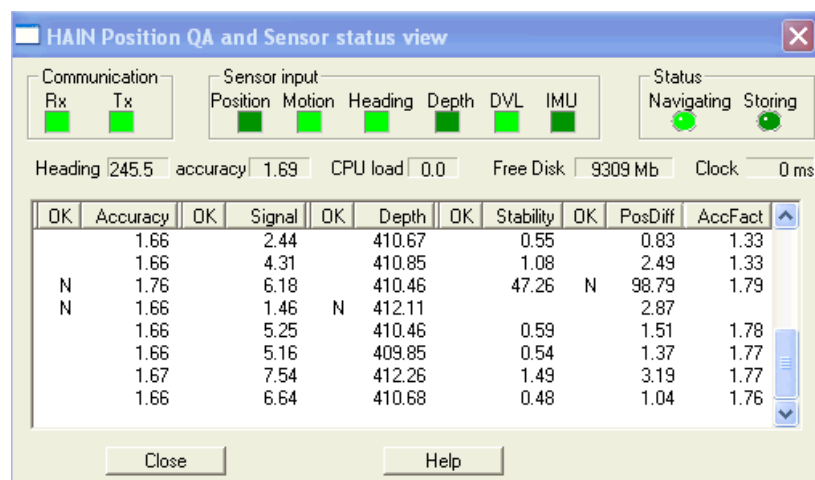 HAIN Position QA and Sensor status view
Communication Sensor input Status
Rx Tx Position Motion Heading Depth DVL IMU Navigating Storing
Heading 245.5 accuracy 1.69 CPU load 0.0 Free Disk 9309 Mb Clock 0 ms
OK Accuracy OK Signal OK Depth OK Stability OK PosDiff AccFact
1.66 2.44 410.67 0.55 0.83 1.33
1.66 4.31 410.85 1.08 2.49 1.33
N 1.76 6.18 410.46 47.26 N 98.79 1.79
N 1.66 1.46 N 412.11 2.87
1.66 5.25 410.46 0.59 1.51 1.78
1.66 5.16 409.85 0.54 1.37 1.77
1.67 7.54 412.26 1.49 3.19 1.77
1.66 6.64 410.68 0.48 1.04 1.76
Close Help